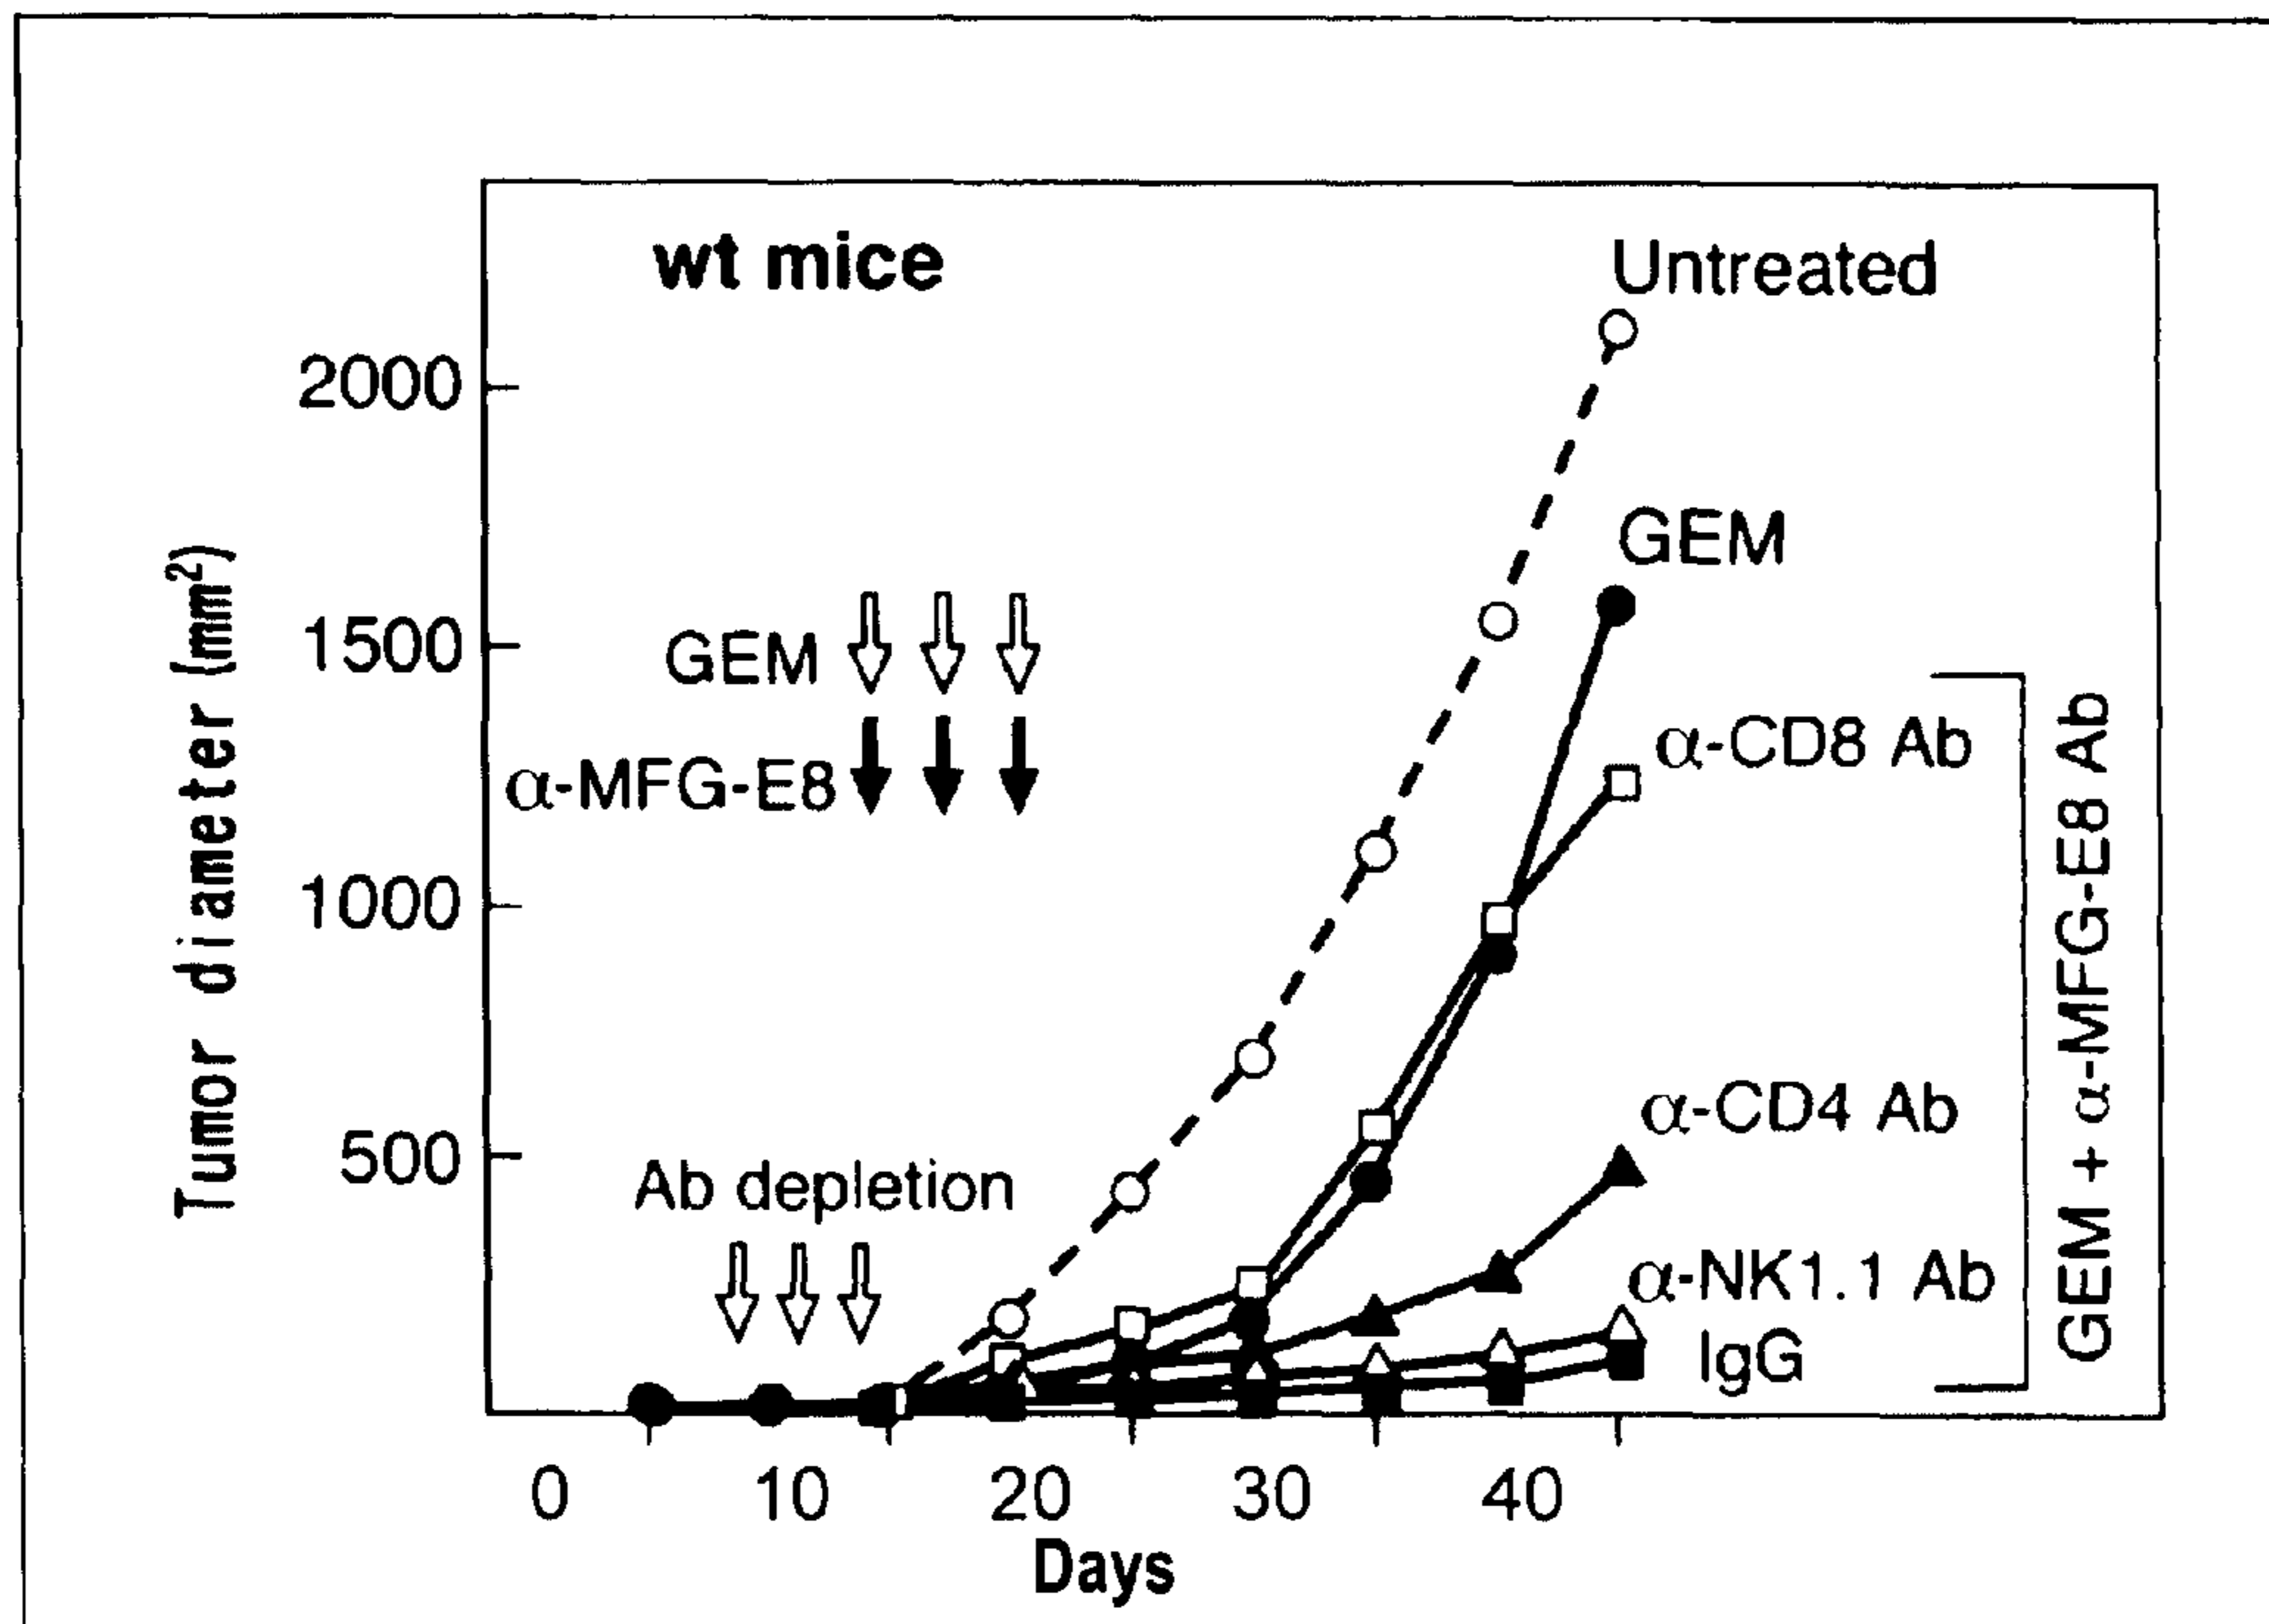 wt mice
Untreated
2000
GEM
1500
GEM
α-CD8 Ab
α-MFG-E8
1000
α-CD4 Ab
500
Ab depletion
α-NK1.1 Ab
IgG
GEM + α-MFG-E8 Ab
Tumor diameter (mm²)
0 10 20 30 40
Days